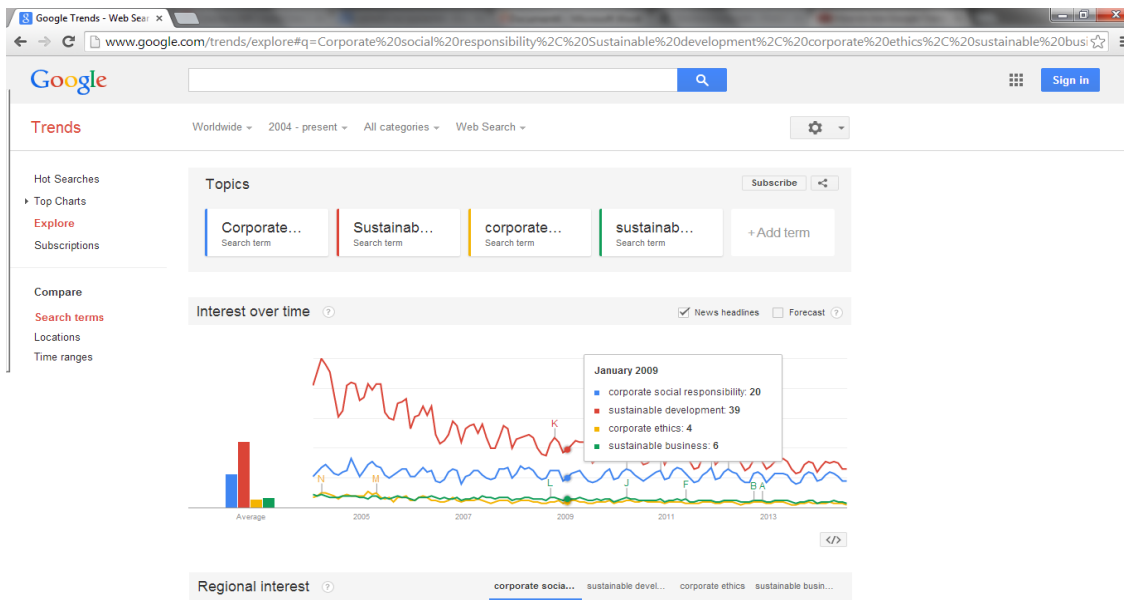 Google Trends - Web Sear
www.google.com/trends/explore#q=Corporate%20social%20responsibility%2C%20Sustainable%20development%2C%20corporate%20ethics%2C%20sustainable%20busi
Google
Sign in
Trends
Worldwide 2004 - present All categories Web Search
Hot Searches
Top Charts
Explore
Subscriptions
Compare
Search terms
Locations
Time ranges
Topics
Subscribe
Corporate... Sustainab... corporate... sustainab... +Add term
Search term Search term Search term Search term
Interest over time ?
News headlines Forecast ?
January 2009
corporate social responsibility: 20
sustainable development: 39
corporate ethics: 4
sustainable business: 6
K
N M L J F B A
Average 2005 2007 2009 2011 2013
</>
Regional interest ?
corporate socia... sustainable devel... corporate ethics sustainable busin...